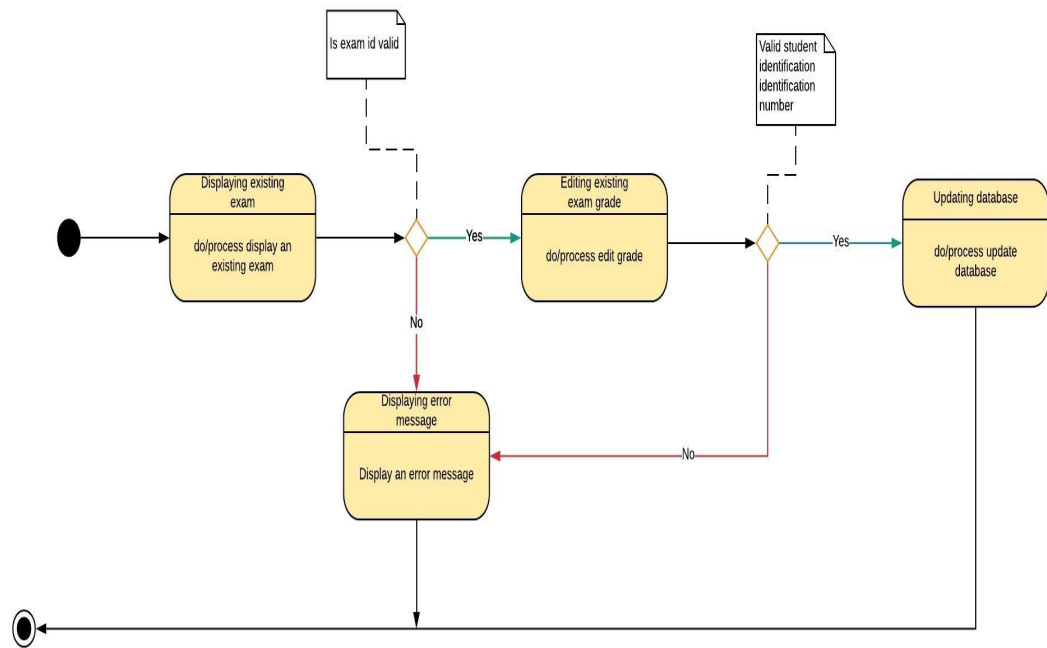 Is exam id valid
Valid student
identification
identification
number
Displaying existing
exam
do/process display an
existing exam
Yes
Editing existing
exam grade
do/process edit grade
Yes
Updating database
do/process update
database
No
Displaying error
message
Display an error message
No